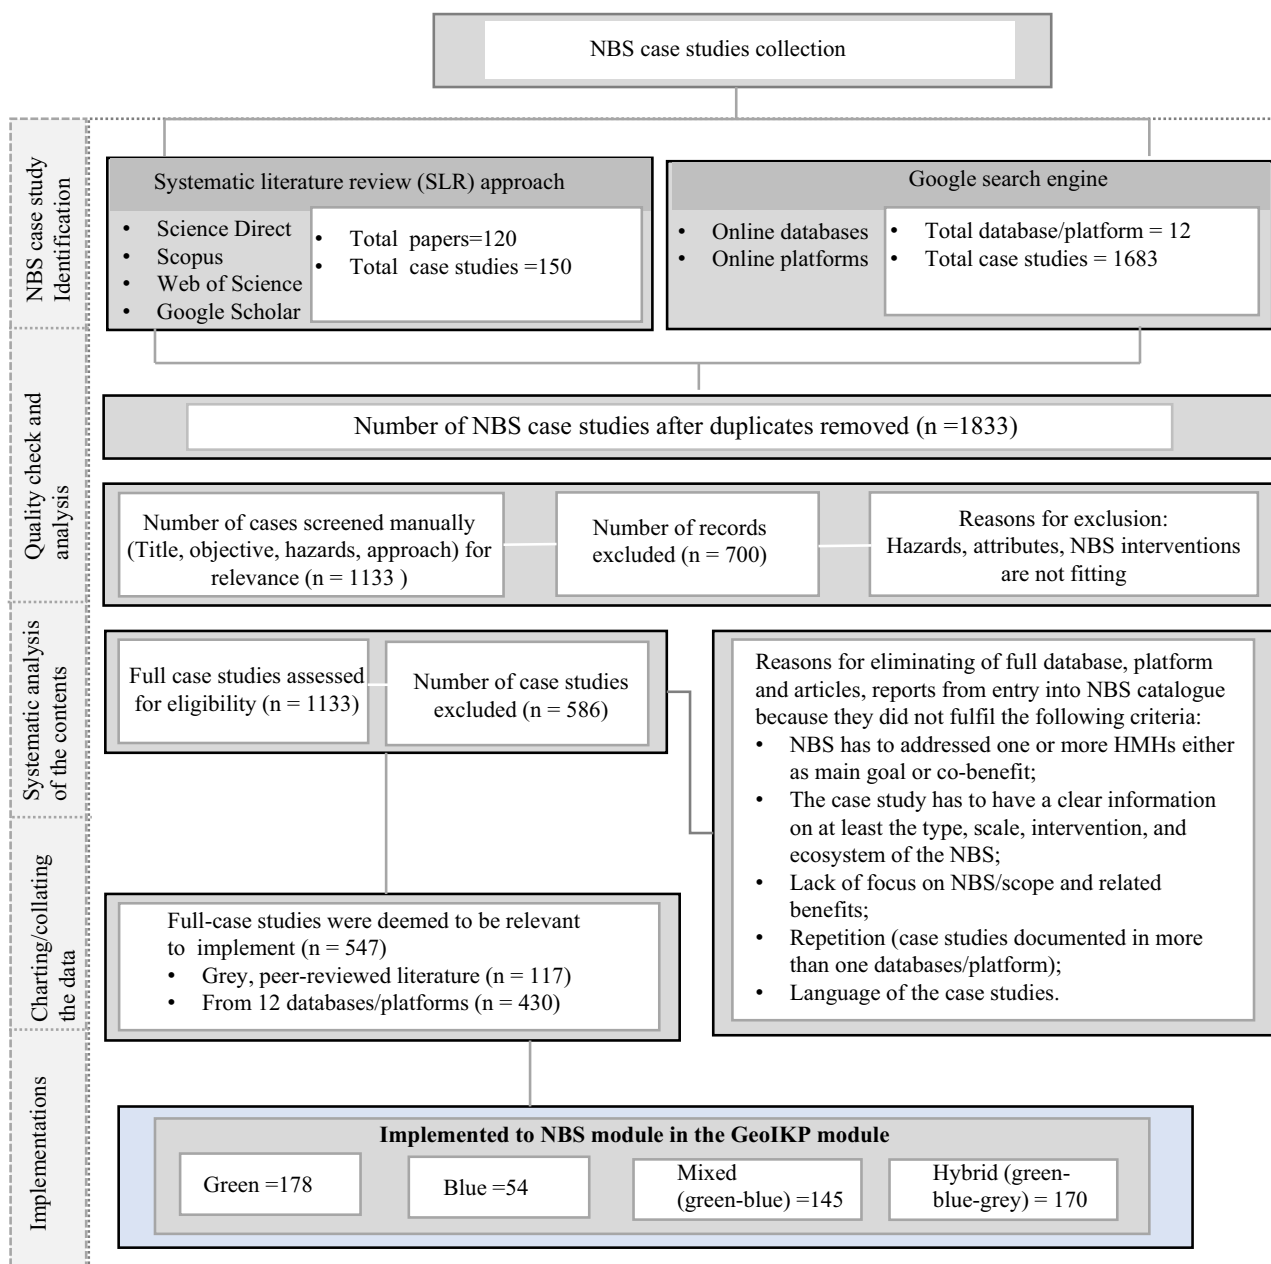 NBS case studies collection
NBS case study
Identification
Systematic literature review (SLR) approach
• Science Direct
• Scopus
• Web of Science
• Google Scholar
• Total papers=120
• Total case studies =150
Google search engine
• Online databases
• Online platforms
• Total database/platform = 12
• Total case studies = 1683
Quality check and
analysis
Number of NBS case studies after duplicates removed (n =1833)
Number of cases screened manually
(Title, objective, hazards, approach) for
relevance (n = 1133 )
Number of records
excluded (n = 700)
Reasons for exclusion:
Hazards, attributes, NBS interventions
are not fitting
Systematic analysis
of the contents
Full case studies assessed
for eligibility (n = 1133)
Number of case studies
excluded (n = 586)
Reasons for eliminating of full database, platform
and articles, reports from entry into NBS catalogue
because they did not fulfil the following criteria:
• NBS has to addressed one or more HMHs either
as main goal or co-benefit;
• The case study has to have a clear information
on at least the type, scale, intervention, and
ecosystem of the NBS;
• Lack of focus on NBS/scope and related
benefits;
• Repetition (case studies documented in more
than one databases/platform);
• Language of the case studies.
Charting/collating
the data
Full-case studies were deemed to be relevant
to implement (n = 547)
• Grey, peer-reviewed literature (n = 117)
• From 12 databases/platforms (n = 430)
Implementations
Implemented to NBS module in the GeoIKP module
Green =178
Blue =54
Mixed
(green-blue) =145
Hybrid (green-
blue-grey) = 170